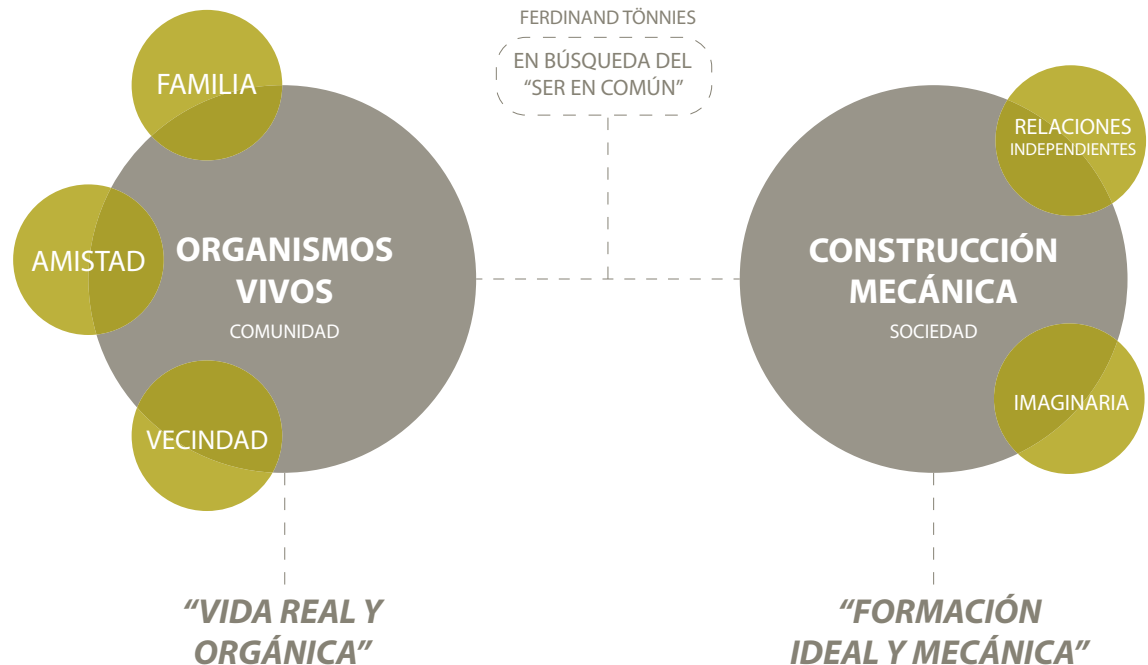 FERDINAND TÖNNIES
EN BÚSQUEDA DEL
“SER EN COMÚN”
FAMILIA
AMISTAD
VECINDAD
ORGANISMOS
VIVOS
COMUNIDAD
“VIDA REAL Y
ORGÁNICA”
RELACIONES
INDEPENDIENTES
CONSTRUCCIÓN
MECÁNICA
SOCIEDAD
IMAGINARIA
“FORMACIÓN
IDEAL Y MECÁNICA”